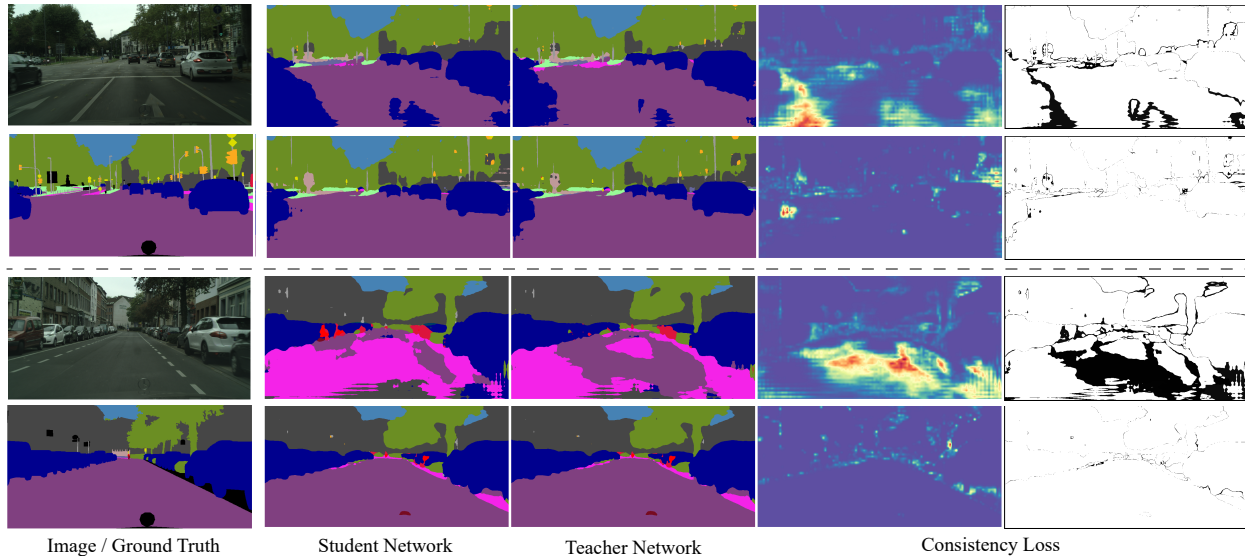 Image / Ground Truth
Student Network
Teacher Network
Consistency Loss